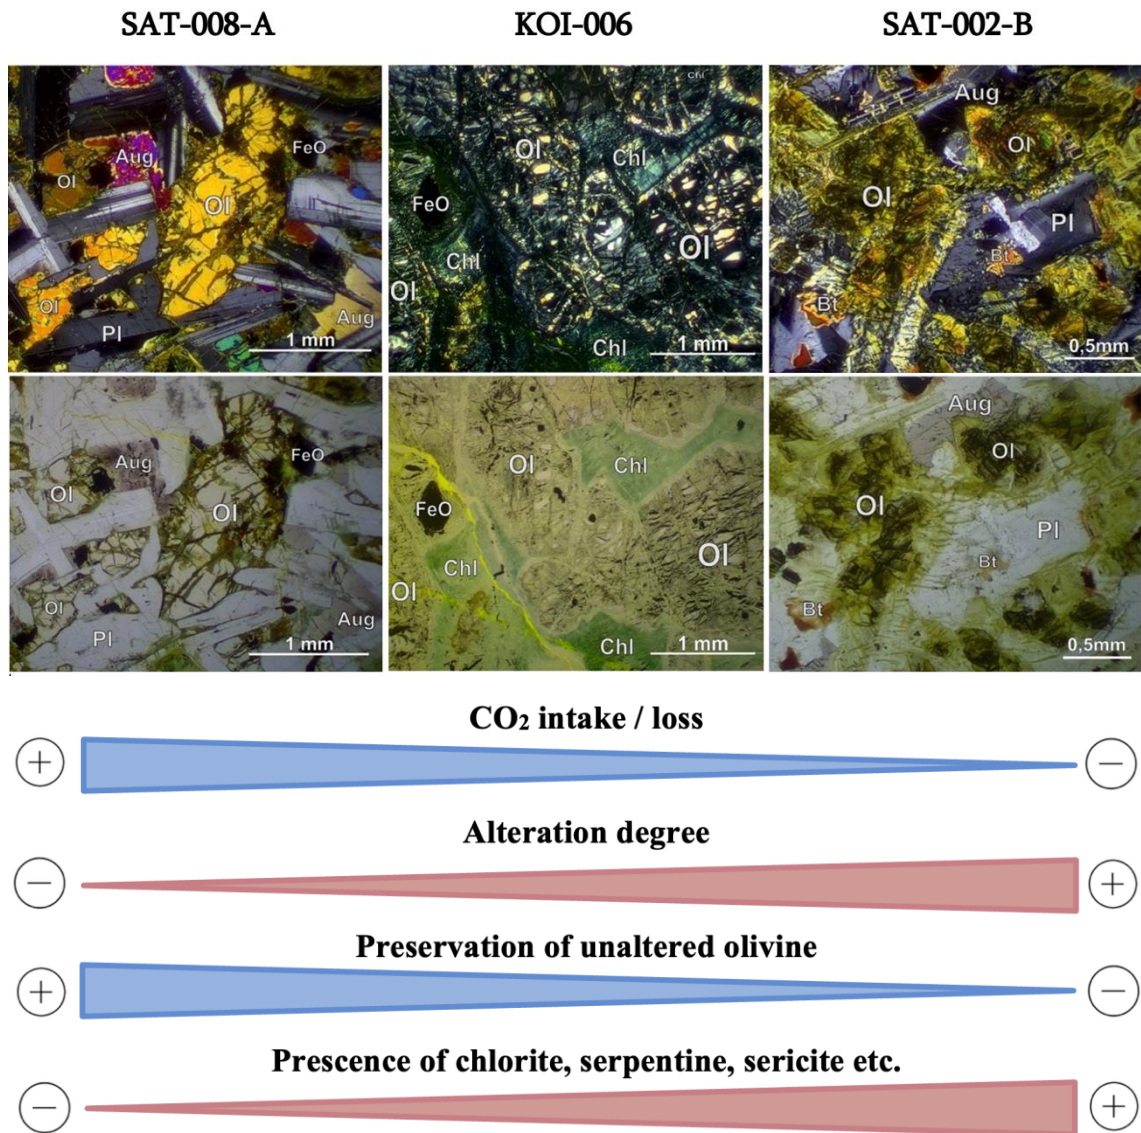 SAT-008-A KOI-006 SAT-002-B
Aug
FeO
Ol
Ol
Ol
Pl
Aug
1 mm
Chl
Ol
Chl
FeO
Ol
Chl
Ol
Chl
1 mm
Aug
Ol
Ol
Pl
Bt
Bt
0,5mm
Aug
FeO
Ol
Ol
Ol
Pl
Aug
1 mm
Ol
Chl
FeO
Ol
Chl
Ol
Chl
1 mm
Aug
Ol
Ol
Pl
Bt
Bt
0,5mm
CO₂ intake / loss
+ −
Alteration degree
− +
Preservation of unaltered olivine
+ −
Prescence of chlorite, serpentine, sericite etc.
− +